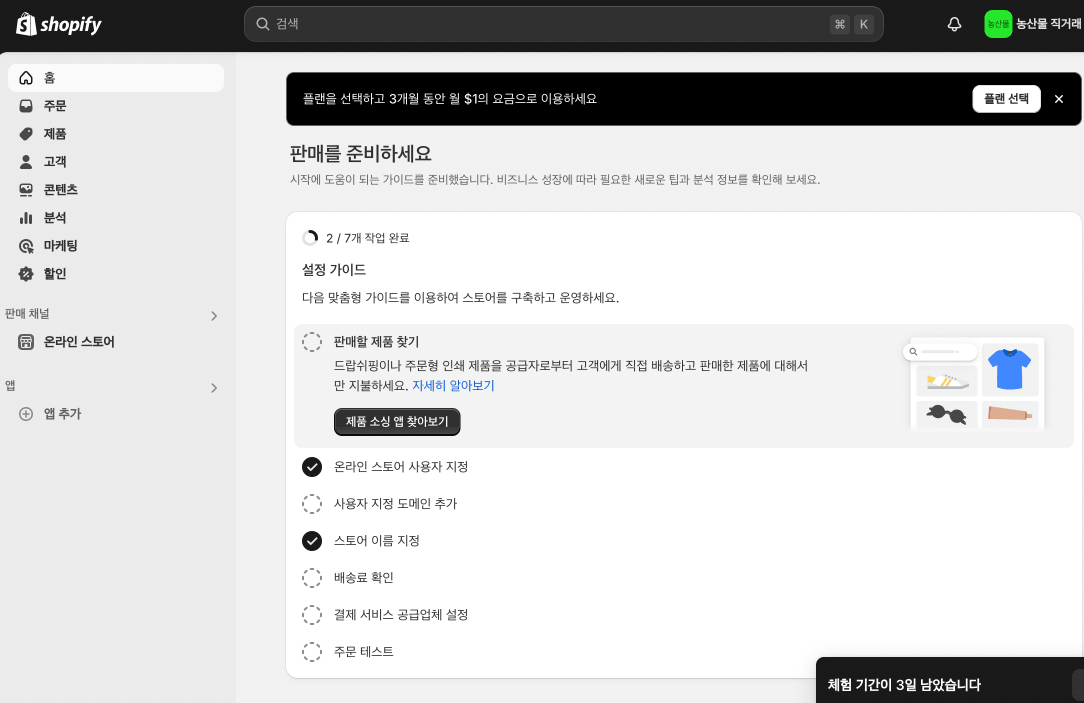 shopify
검색
⌘ K
농산물
농산물 직거래
홈
주문
제품
고객
콘텐츠
분석
마케팅
할인
판매 채널
온라인 스토어
앱
앱 추가
플랜을 선택하고 3개월 동안 월 $1의 요금으로 이용하세요
플랜 선택
판매를 준비하세요
시작에 도움이 되는 가이드를 준비했습니다. 비즈니스 성장에 따라 필요한 새로운 팁과 분석 정보를 확인해 보세요.
2 / 7개 작업 완료
설정 가이드
다음 맞춤형 가이드를 이용하여 스토어를 구축하고 운영하세요.
판매할 제품 찾기
드랍쉬핑이나 주문형 인쇄 제품을 공급자로부터 고객에게 직접 배송하고 판매한 제품에 대해서
만 지불하세요. 자세히 알아보기
제품 소싱 앱 찾아보기
온라인 스토어 사용자 지정
사용자 지정 도메인 추가
스토어 이름 지정
배송료 확인
결제 서비스 공급업체 설정
주문 테스트
체험 기간이 3일 남았습니다